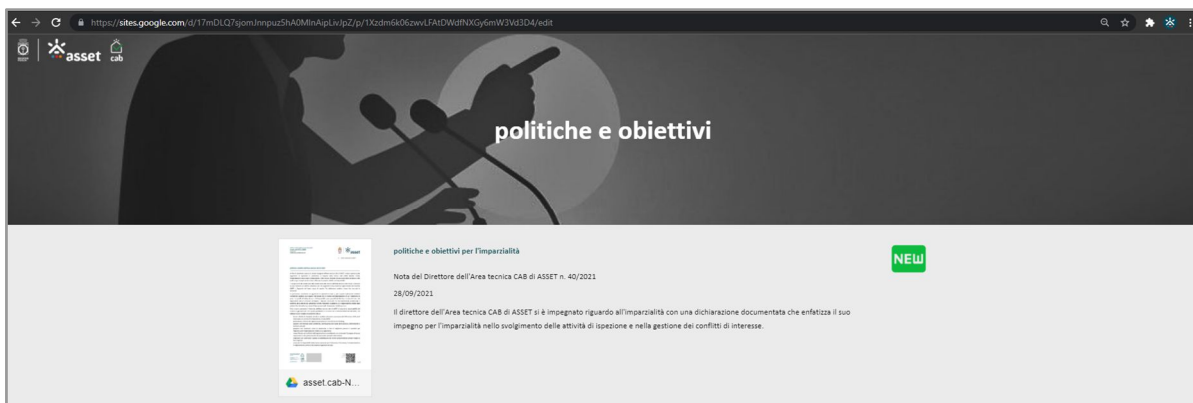 https://sites.google.com/d/17mDLQ7sjomJnnpuz5hA0MlnAipLivJpZ/p/1Xzdm6k06zwvLFAtDWdfNXGy6mW3Vd3D4/edit
asset
cab
politiche e obiettivi
asset
politiche e obiettivi per l'imparzialità
NEW
Nota del Direttore dell'Area tecnica CAB di ASSET n. 40/2021
28/09/2021
Il direttore dell'Area tecnica CAB di ASSET si è impegnato riguardo all'imparzialità con una dichiarazione documentata che enfatizza il suo
impegno per l'imparzialità nello svolgimento delle attività di ispezione e nella gestione dei conflitti di interesse.
asset.cab-N...